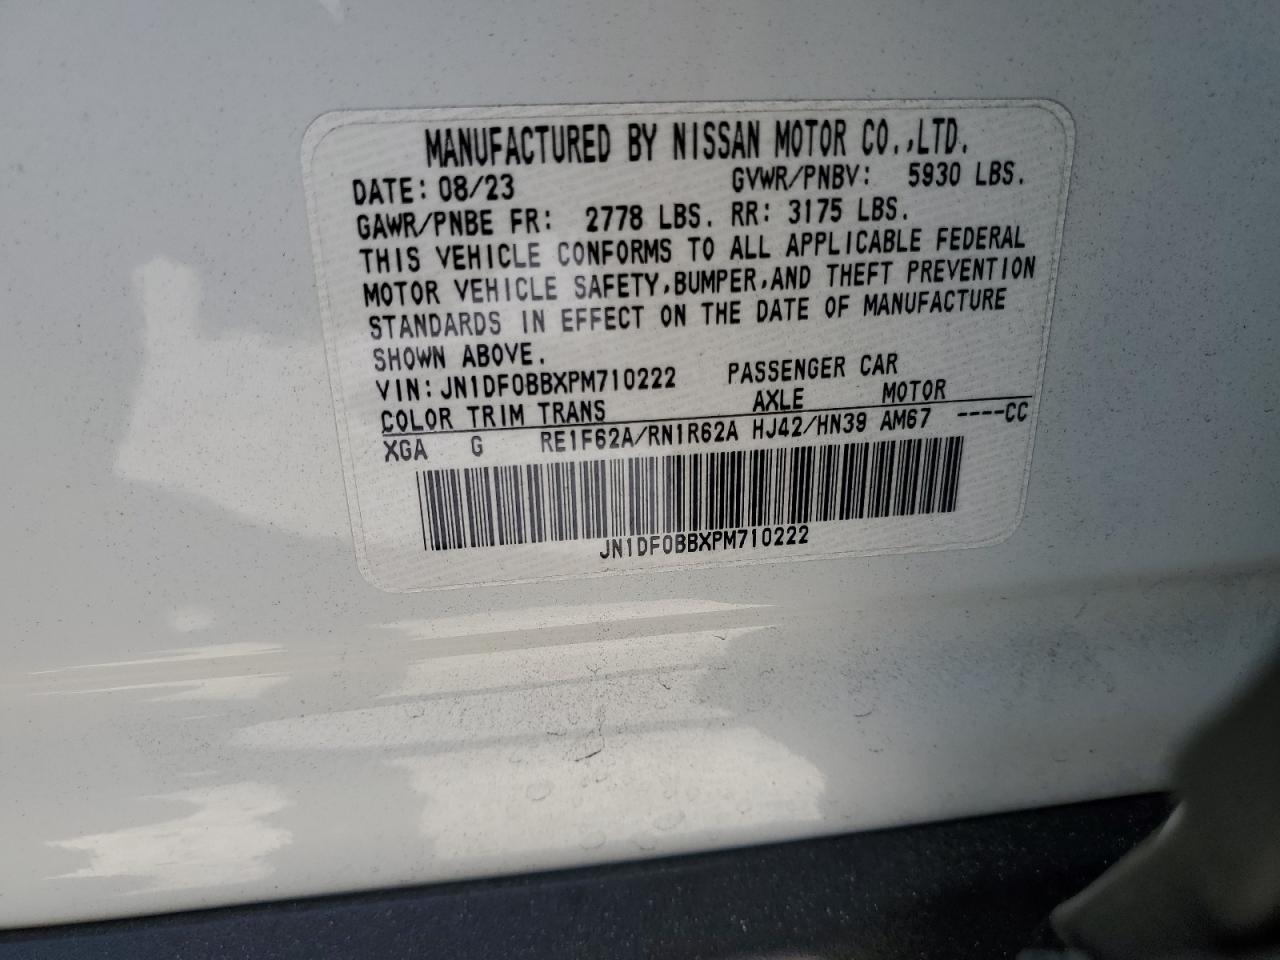 MANUFACTURED BY NISSAN MOTOR CO.,LTD.
DATE: 08/23 GVWR/PNBV: 5930 LBS.
GAWR/PNBE FR: 2778 LBS. RR: 3175 LBS.
THIS VEHICLE CONFORMS TO ALL APPLICABLE FEDERAL
MOTOR VEHICLE SAFETY,BUMPER,AND THEFT PREVENTION
STANDARDS IN EFFECT ON THE DATE OF MANUFACTURE
SHOWN ABOVE.
VIN: JN1DF0BBXPM710222 PASSENGER CAR
COLOR TRIM TRANS AXLE MOTOR
XGA G RE1F62A/RN1R62A HJ42/HN39 AM67 ----CC
JN1DF0BBXPM710222